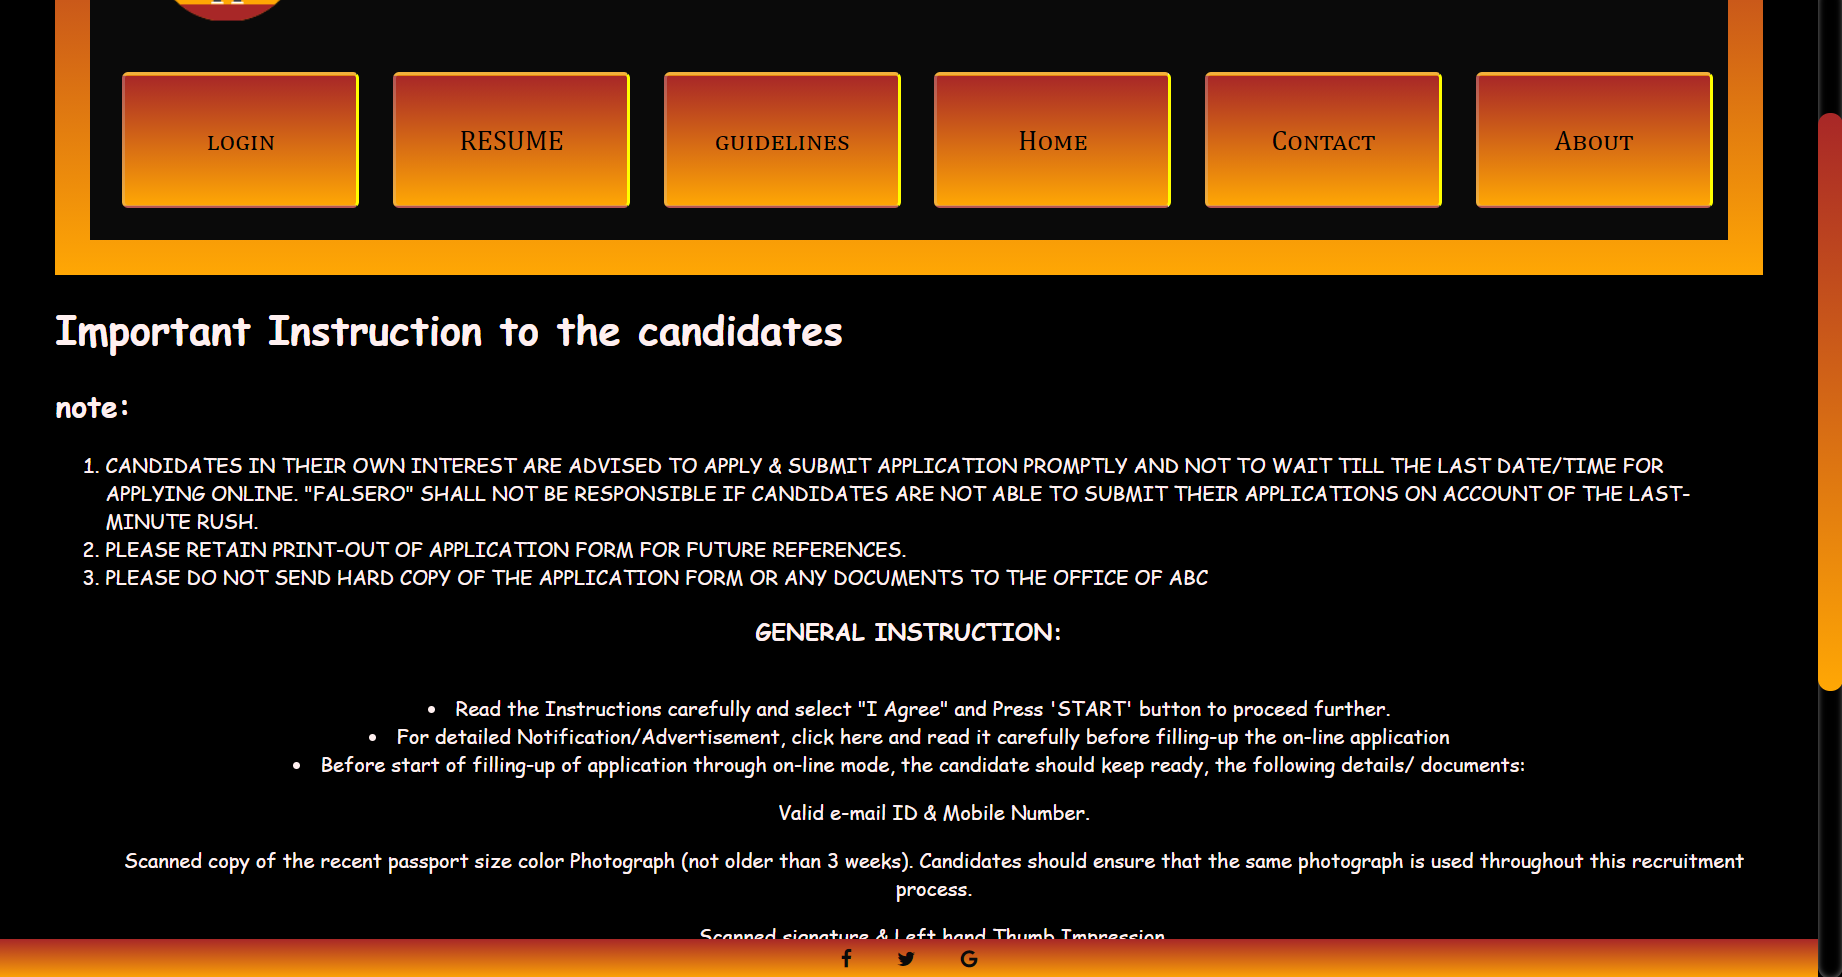 LOGIN
RESUME
GUIDELINES
HOME
CONTACT
ABOUT
Important Instruction to the candidates
note:
1. CANDIDATES IN THEIR OWN INTEREST ARE ADVISED TO APPLY & SUBMIT APPLICATION PROMPTLY AND NOT TO WAIT TILL THE LAST DATE/TIME FOR
APPLYING ONLINE. "FALSERO" SHALL NOT BE RESPONSIBLE IF CANDIDATES ARE NOT ABLE TO SUBMIT THEIR APPLICATIONS ON ACCOUNT OF THE LAST-
MINUTE RUSH.
2. PLEASE RETAIN PRINT-OUT OF APPLICATION FORM FOR FUTURE REFERENCES.
3. PLEASE DO NOT SEND HARD COPY OF THE APPLICATION FORM OR ANY DOCUMENTS TO THE OFFICE OF ABC
GENERAL INSTRUCTION:
• Read the Instructions carefully and select "I Agree" and Press 'START' button to proceed further.
• For detailed Notification/Advertisement, click here and read it carefully before filling-up the on-line application
• Before start of filling-up of application through on-line mode, the candidate should keep ready, the following details/ documents:
Valid e-mail ID & Mobile Number.
Scanned copy of the recent passport size color Photograph (not older than 3 weeks). Candidates should ensure that the same photograph is used throughout this recruitment
process.
Scanned signature & Left hand Thumb Impression